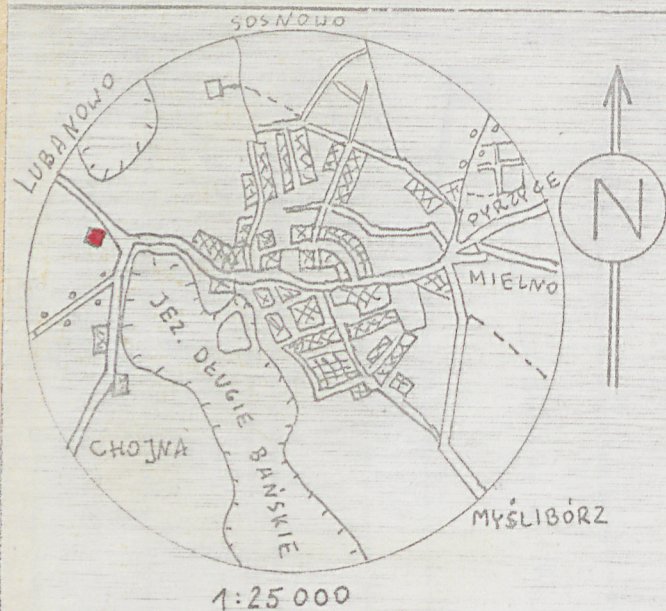 SOSNOWO
LUBANOWO
PYRZYCE
N
MIELNO
JEZ. DŁUGIE BAŃSKIE
CHOJNA
MYŚLIBÓRZ
1:25 000